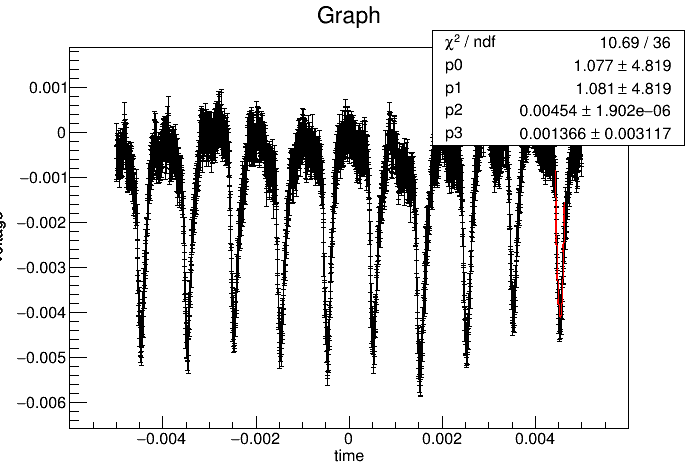 Graph
χ² / ndf 10.69 / 36
p0 1.077 ± 4.819
p1 1.081 ± 4.819
p2 0.00454 ± 1.902e−06
p3 0.001366 ± 0.003117
0.001
0
−0.001
−0.002
−0.003
−0.004
−0.005
−0.006
−0.004 −0.002 0 0.002 0.004
time